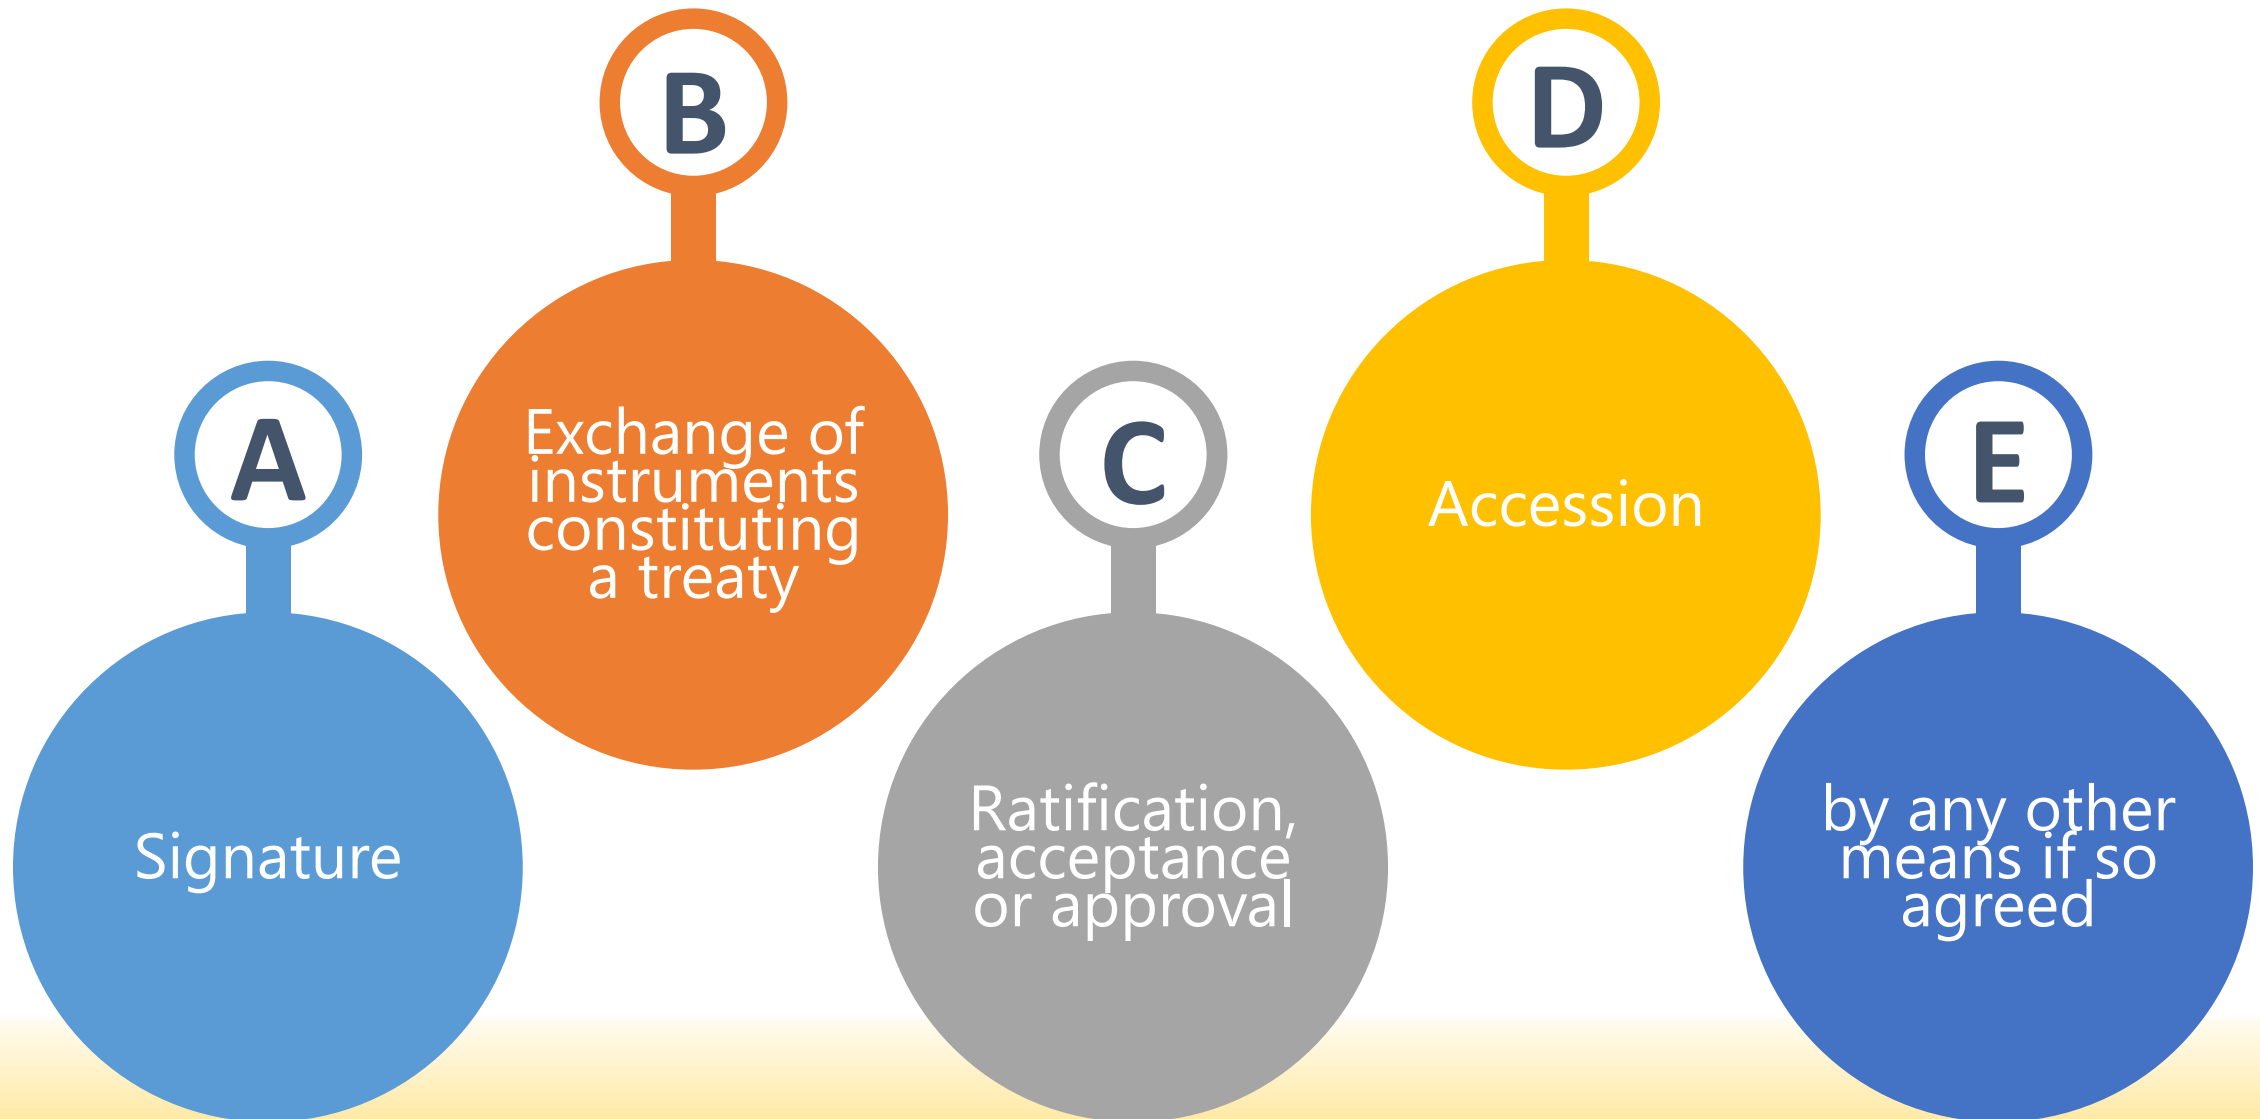 A
Signature
B
Exchange of
instruments
constituting
a treaty
C
Ratification,
acceptance
or approval
D
Accession
E
by any other
means if so
agreed